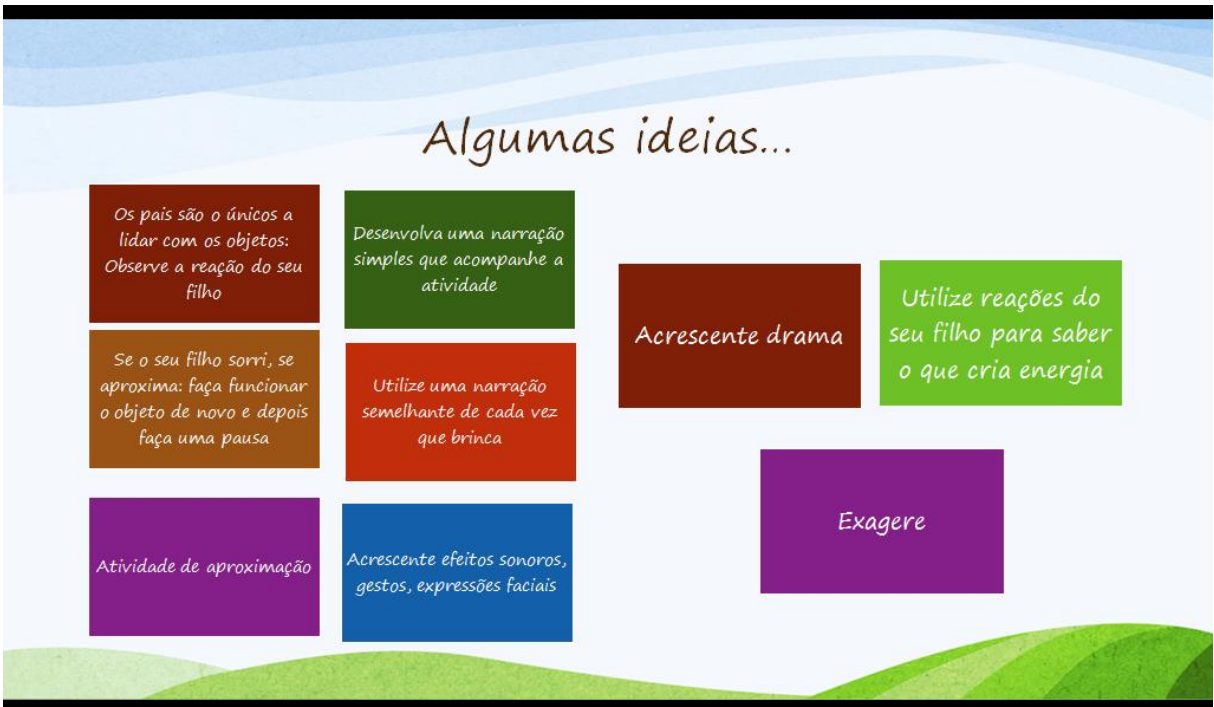 Algumas ideias...
Os pais são o únicos a
lidar com os objetos:
Observe a reação do seu
filho
Desenvolva uma narração
simples que acompanhe a
atividade
Se o seu filho sorri, se
aproxima: faça funcionar
o objeto de novo e depois
faça uma pausa
Utilize uma narração
semelhante de cada vez
que brinca
Atividade de aproximação
Acrescente efeitos sonoros,
gestos, expressões faciais
Acrescente drama
Utilize reações do
seu filho para saber
o que cria energia
Exagere